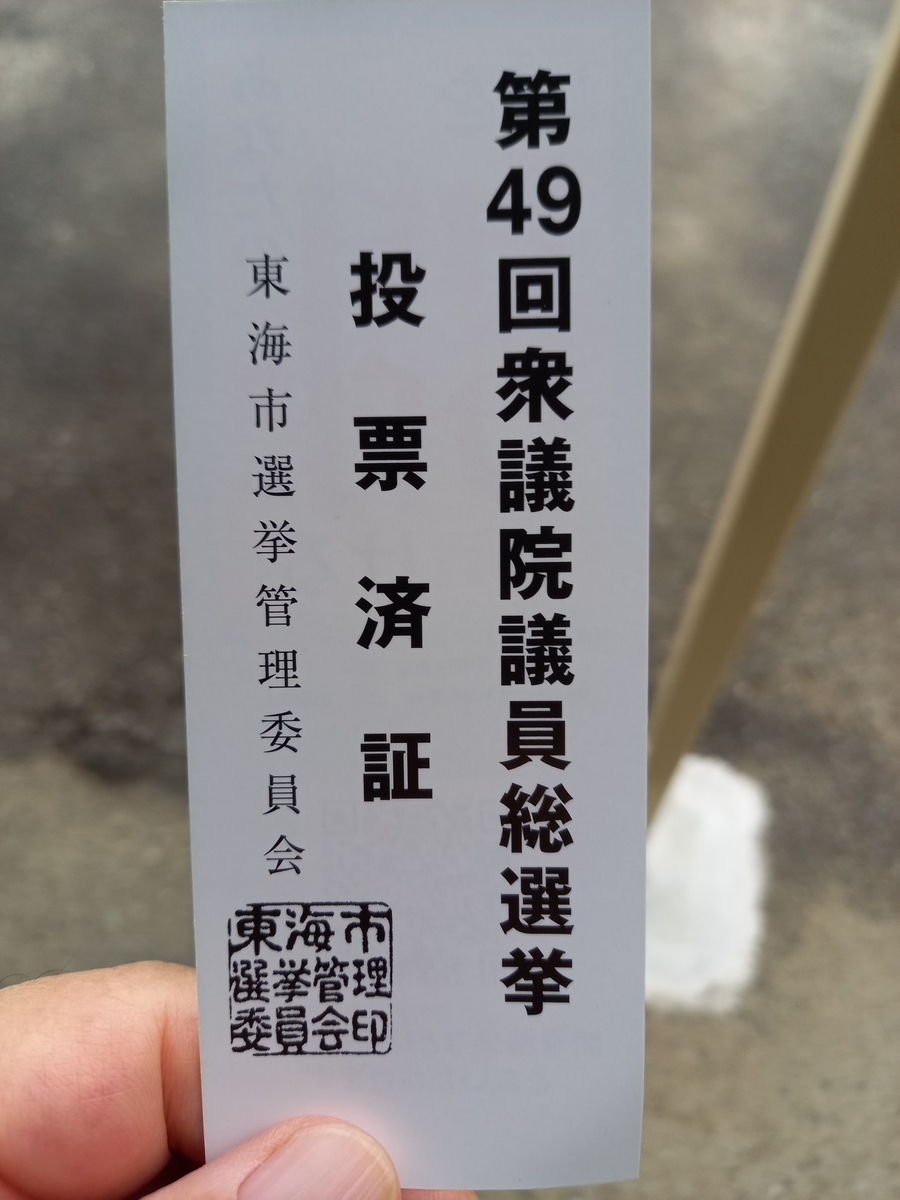 第49回衆議院議員総選挙
投票済証
東海市選挙管理委員会
東海市
選挙管理
委員会印